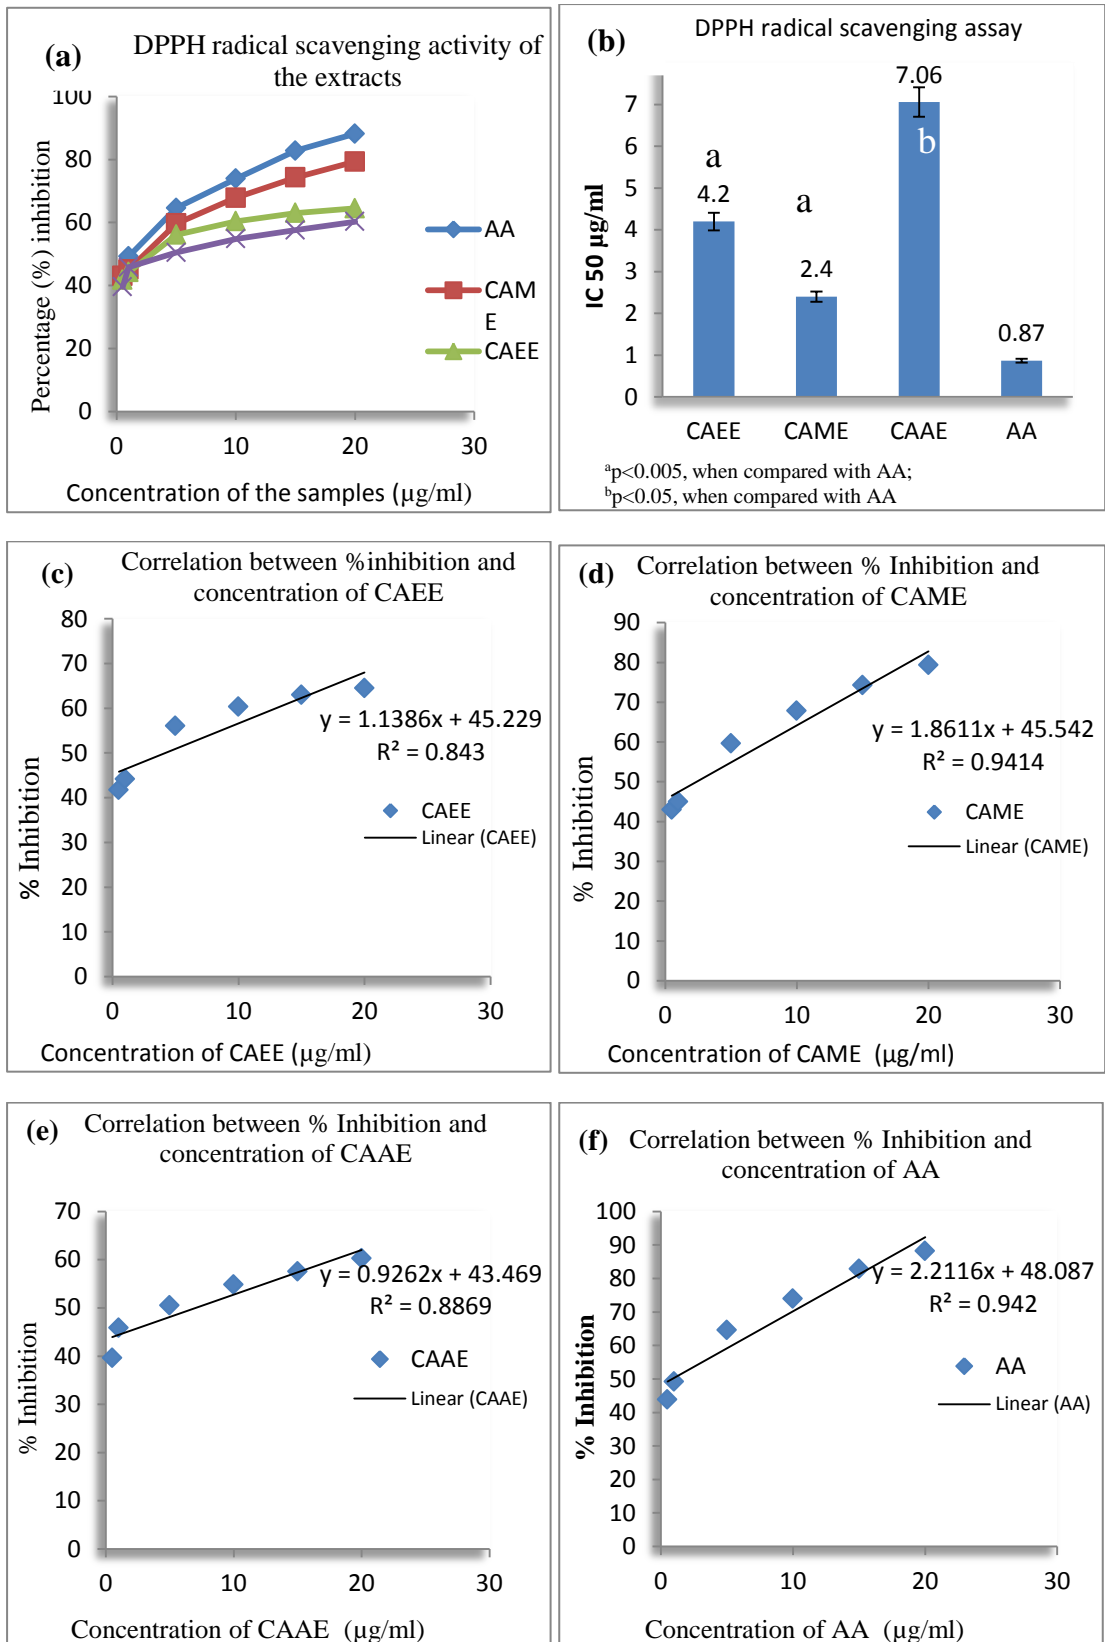 (a) DPPH radical scavenging activity of
the extracts
100
80
60
40
20
0
0 10 20 30
Percentage (%) inhibition
Concentration of the samples (µg/ml)
AA
CAM
E
CAEE
(b) DPPH radical scavenging assay
7
6
5
4
3
2
1
0
IC 50 µg/ml
a
4.2
a
2.4
7.06
b
0.87
CAEE CAME CAAE AA
ap<0.005, when compared with AA;
bp<0.05, when compared with AA
(c) Correlation between %inhibition and
concentration of CAEE
80
70
60
50
40
30
20
10
0
0 10 20 30
% Inhibition
y = 1.1386x + 45.229
R² = 0.843
CAEE
Linear (CAEE)
Concentration of CAEE (µg/ml)
(d) Correlation between % Inhibition and
concentration of CAME
90
80
70
60
50
40
30
20
10
0
0 10 20 30
% Inhibition
y = 1.8611x + 45.542
R² = 0.9414
CAME
Linear (CAME)
Concentration of CAME (µg/ml)
(e) Correlation between % Inhibition and
concentration of CAAE
70
60
50
40
30
20
10
0
0 10 20 30
% Inhibition
y = 0.9262x + 43.469
R² = 0.8869
CAAE
Linear (CAAE)
Concentration of CAAE (µg/ml)
(f) Correlation between % Inhibition and
concentration of AA
100
90
80
70
60
50
40
30
20
10
0
0 10 20 30
% Inhibition
y = 2.2116x + 48.087
R² = 0.942
AA
Linear (AA)
Concentration of AA (µg/ml)